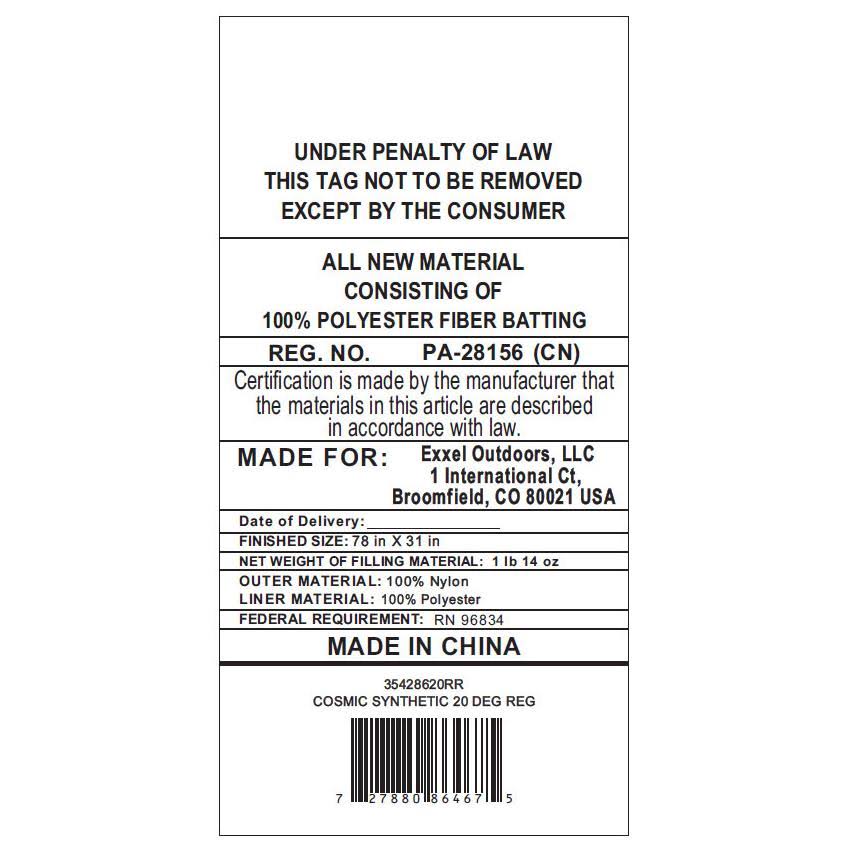 UNDER PENALTY OF LAW
THIS TAG NOT TO BE REMOVED
EXCEPT BY THE CONSUMER
ALL NEW MATERIAL
CONSISTING OF
100% POLYESTER FIBER BATTING
REG. NO. PA-28156 (CN)
Certification is made by the manufacturer that
the materials in this article are described
in accordance with law.
MADE FOR: Exxel Outdoors, LLC
1 International Ct,
Broomfield, CO 80021 USA
Date of Delivery:
FINISHED SIZE: 78 in X 31 in
NET WEIGHT OF FILLING MATERIAL: 1 lb 14 oz
OUTER MATERIAL: 100% Nylon
LINER MATERIAL: 100% Polyester
FEDERAL REQUIREMENT: RN 96834
MADE IN CHINA
35428620RR
COSMIC SYNTHETIC 20 DEG REG
7 27880 86467 5